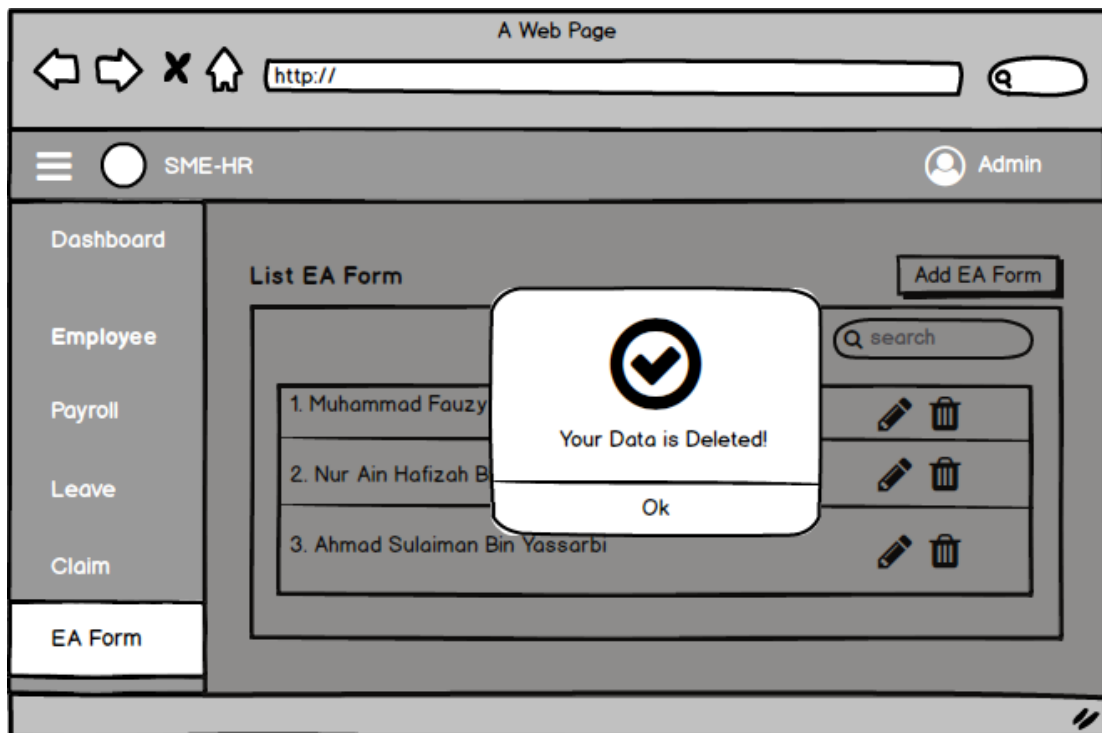 A Web Page
http://
SME-HR
Admin
Dashboard
Employee
Payroll
Leave
Claim
EA Form
List EA Form
Add EA Form
search
1. Muhammad Fauzy
2. Nur Ain Hafizah B
3. Ahmad Sulaiman Bin Yassarbi
Your Data is Deleted!
Ok